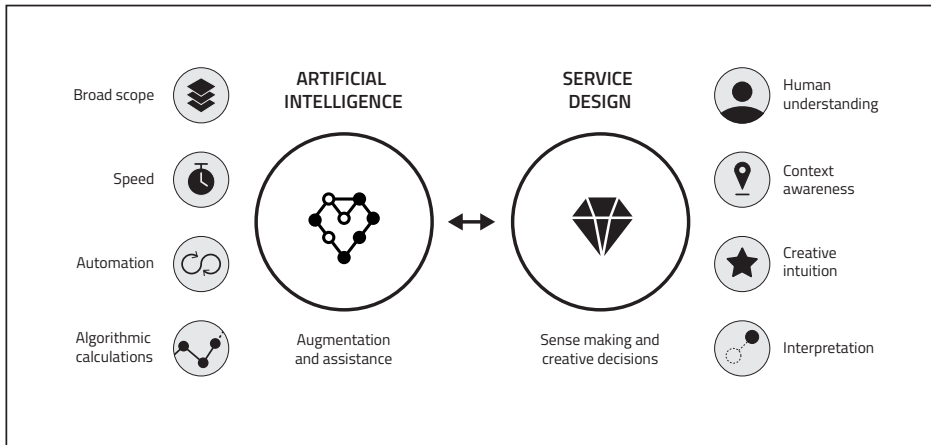 Broad scope
Speed
Automation
Algorithmic
calculations
ARTIFICIAL
INTELLIGENCE
Augmentation
and assistance
SERVICE
DESIGN
Sense making and
creative decisions
Human
understanding
Context
awareness
Creative
intuition
Interpretation